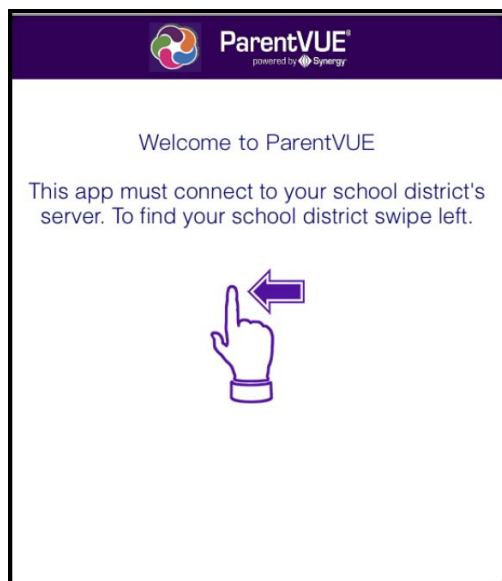 ParentVUE®
powered by Synergy
Welcome to ParentVUE
This app must connect to your school district's
server. To find your school district swipe left.